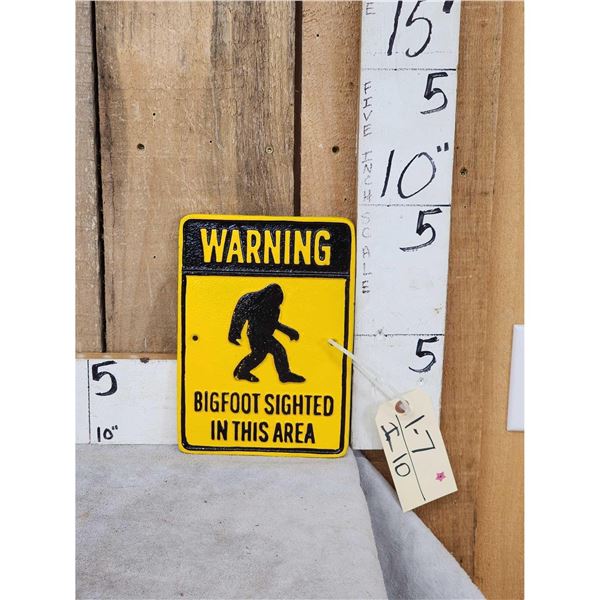 E
15"
5
FIVE INCH SCALE
10"
5
5
WARNING
BIGFOOT SIGHTED
IN THIS AREA
5
10"
1-7
I 10